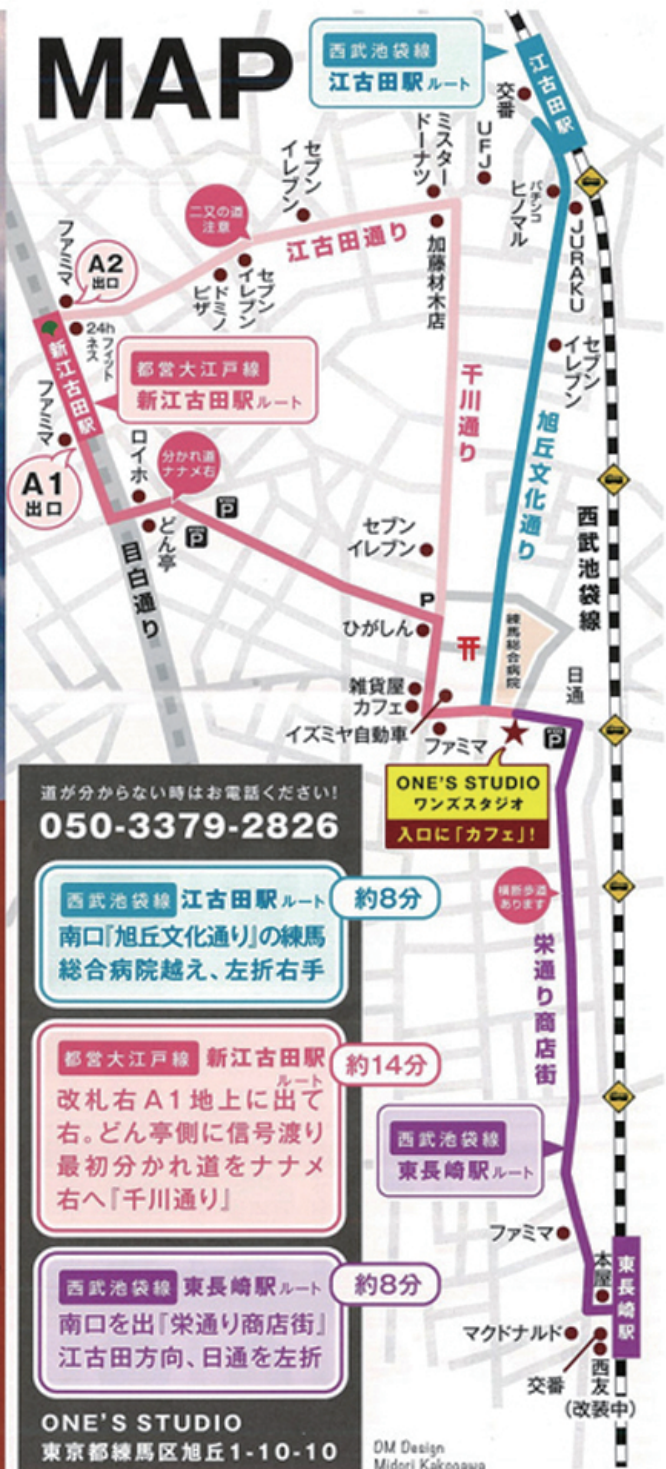 MAP
西武池袋線
江古田駅ルート
江古田駅
交番
ミスタードーナツ
UFJ
パチンコ
ヒノマル
JURAKU
セブンイレブン
二又の道
注意
江古田通り
加藤材木店
ファミマ
A2
出口
セブンイレブン
ドミノピザ
24h
フィットネス
新江古田駅
都営大江戸線
新江古田駅ルート
千川通り
セブンイレブン
旭丘文化通り
ファミマ
A1
出口
ロイホ
分かれ道
ナナメ右
P
P
どん亭
目白通り
セブン
イレブン
西武池袋線
P
ひがしん
練馬総合病院
日通
雑貨屋
カフェ
イズミヤ自動車
ファミマ
P
ONE'S STUDIO
ワンズスタジオ
入口に「カフェ」!
道が分からない時はお電話ください!
050-3379-2826
西武池袋線 江古田駅ルート 約8分
南口『旭丘文化通り』の練馬
総合病院越え、左折右手
横断歩道
あります
栄通り商店街
都営大江戸線 新江古田駅 約14分
ルート
改札右A1地上に出て
右。どん亭側に信号渡り
最初分かれ道をナナメ
右へ『千川通り』
西武池袋線
東長崎駅ルート
ファミマ
本屋
東長崎駅
西武池袋線 東長崎駅ルート 約8分
南口を出『栄通り商店街』
江古田方向、日通を左折
マクドナルド
交番
西友
(改装中)
ONE'S STUDIO
東京都練馬区旭丘1-10-10
DM Design